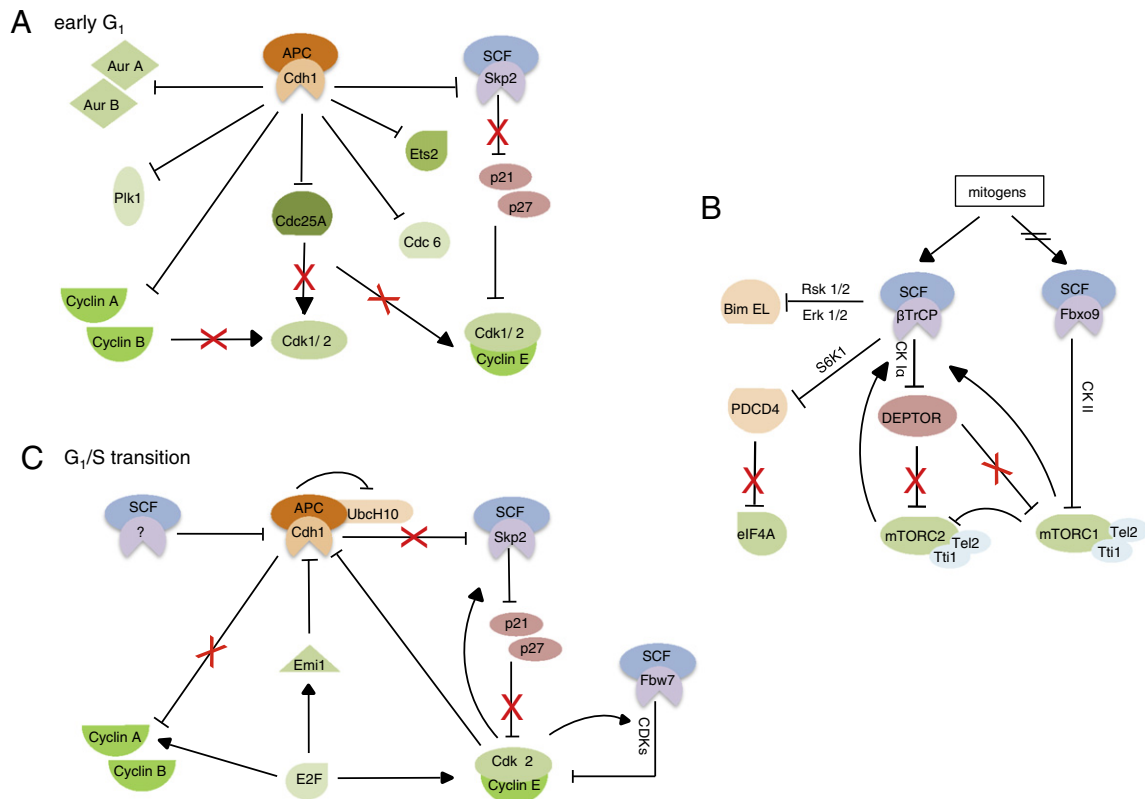 A early G1
APC
Cdh1
SCF
Skp2
Aur A
Aur B
Ets2
Plk1
p21
p27
Cdc25A
Cdc 6
Cyclin A
Cyclin B
Cdk1/ 2
Cdk1/ 2
Cyclin E
B
mitogens
SCF
βTrCP
SCF
Fbxo9
Bim EL
Rsk 1/2
Erk 1/2
S6K1
CK Iα
CK II
PDCD4
DEPTOR
eIF4A
mTORC2
Tel2
Tti1
mTORC1
Tel2
Tti1
C G1/S transition
SCF
?
APC
Cdh1
UbcH10
SCF
Skp2
p21
p27
Emi1
SCF
Fbw7
CDKs
Cyclin A
Cyclin B
E2F
Cdk 2
Cyclin E